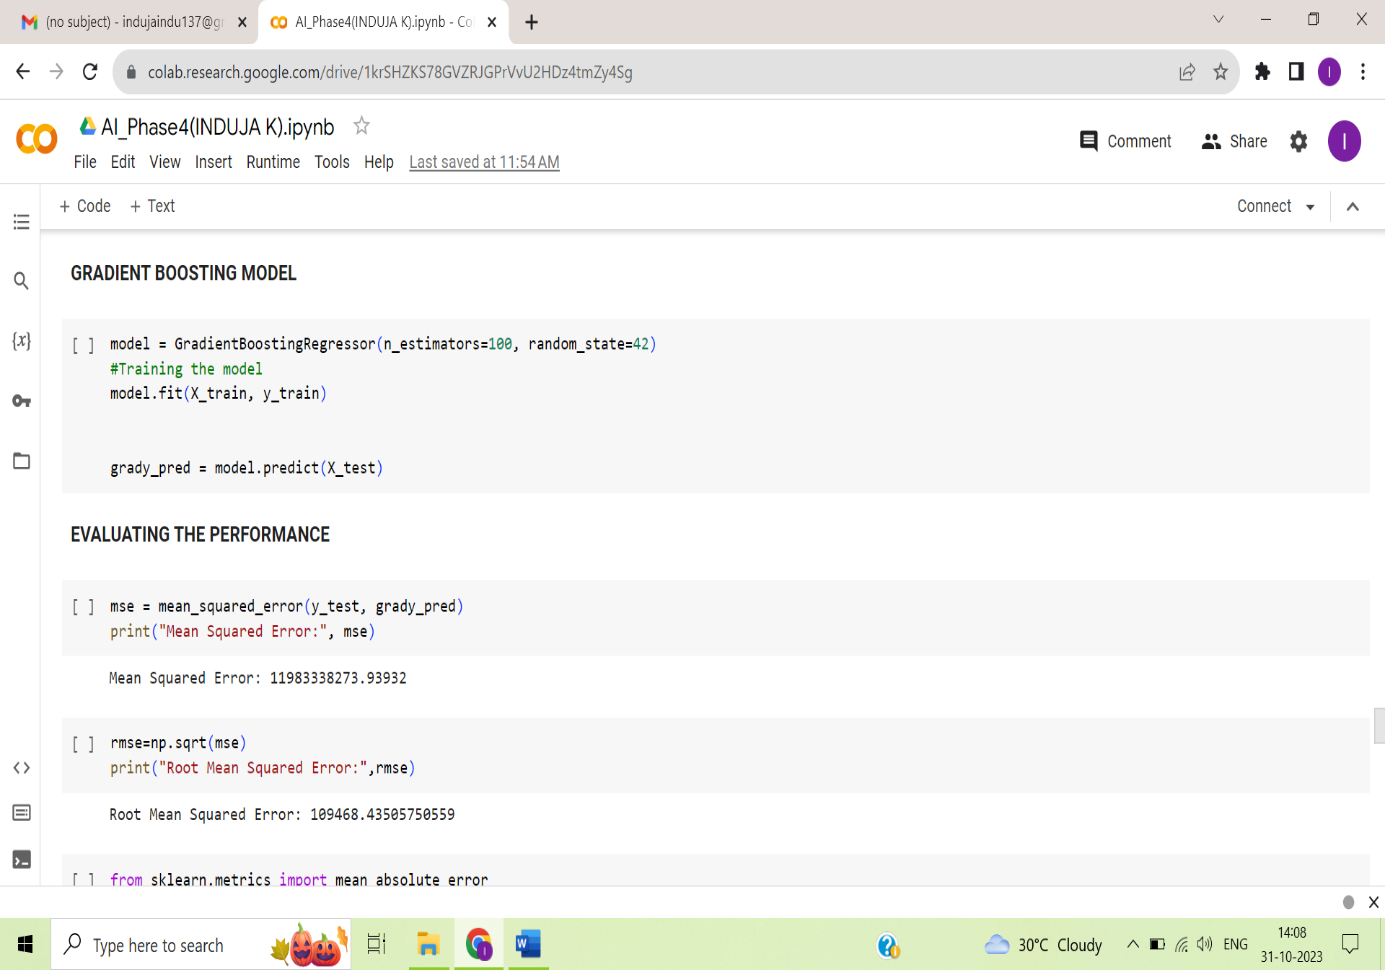 (no subject) - indujaindu137@gr
AI_Phase4(INDUJA K).ipynb - Co
colab.research.google.com/drive/1krSHZKS78GVZRJGPrVvU2HDz4tmZy4Sg
I
AI_Phase4(INDUJA K).ipynb
Comment
Share
I
File Edit View Insert Runtime Tools Help Last saved at 11:54 AM
+ Code + Text
Connect
GRADIENT BOOSTING MODEL
[ ] model = GradientBoostingRegressor(n_estimators=100, random_state=42)
#Training the model
model.fit(X_train, y_train)
grady_pred = model.predict(X_test)
EVALUATING THE PERFORMANCE
[ ] mse = mean_squared_error(y_test, grady_pred)
print("Mean Squared Error:", mse)
Mean Squared Error: 11983338273.93932
[ ] rmse=np.sqrt(mse)
print("Root Mean Squared Error:",rmse)
Root Mean Squared Error: 109468.43505750559
[ ] from sklearn.metrics import mean_absolute_error
Type here to search
30°C Cloudy
ENG
14:08
31-10-2023